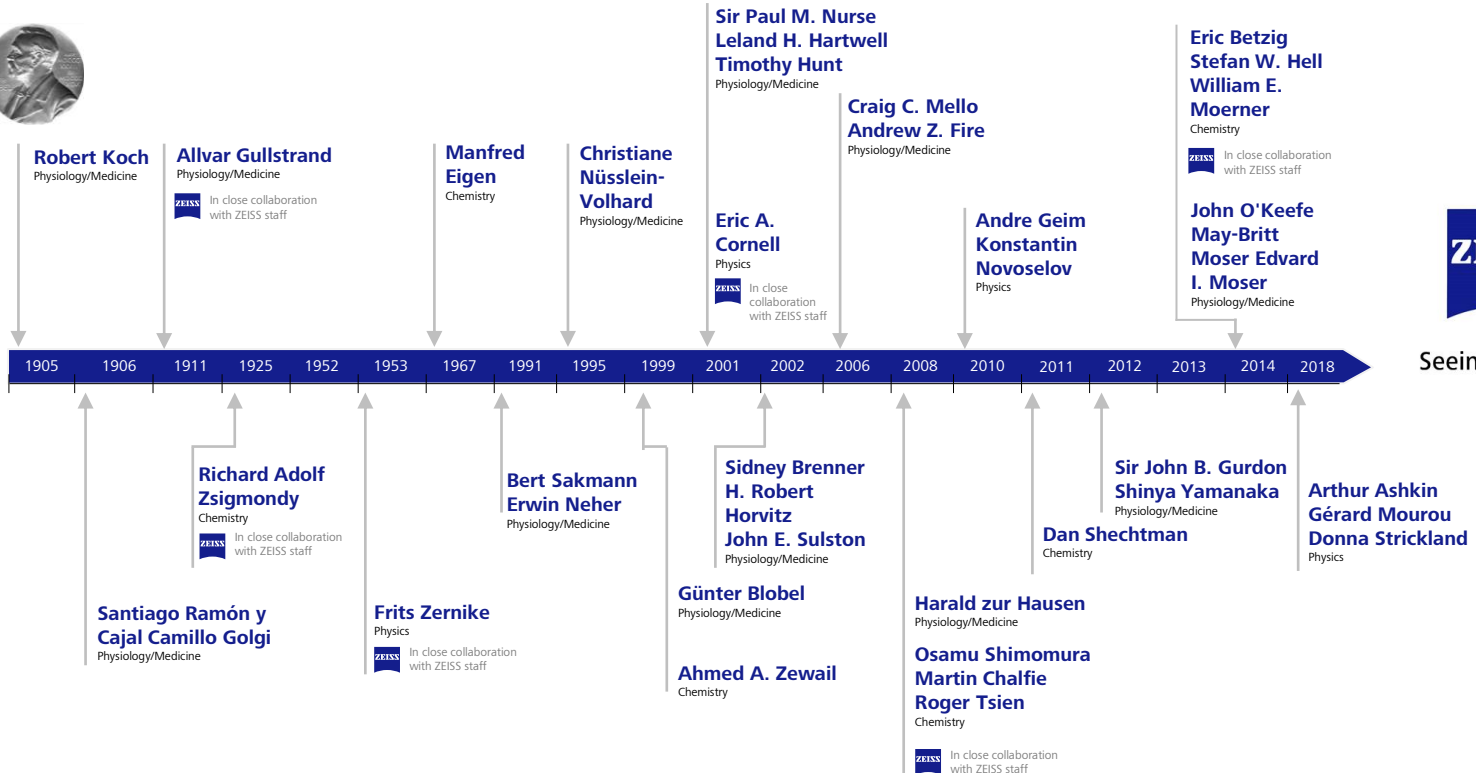 Sir Paul M. Nurse
Leland H. Hartwell
Timothy Hunt
Physiology/Medicine
Eric Betzig
Stefan W. Hell
William E.
Moerner
Chemistry
ZEISS
In close collaboration
with ZEISS staff
Craig C. Mello
Andrew Z. Fire
Physiology/Medicine
Robert Koch
Physiology/Medicine
Allvar Gullstrand
Physiology/Medicine
ZEISS
In close collaboration
with ZEISS staff
Manfred
Eigen
Chemistry
Christiane
Nüsslein-
Volhard
Physiology/Medicine
Eric A.
Cornell
Physics
ZEISS
In close
collaboration
with ZEISS staff
Andre Geim
Konstantin
Novoselov
Physics
John O'Keefe
May-Britt
Moser Edvard
I. Moser
Physiology/Medicine
Seein
1905 1906 1911 1925 1952 1953 1967 1991 1995 1999 2001 2002 2006 2008 2010 2011 2012 2013 2014 2018
Richard Adolf
Zsigmondy
Chemistry
ZEISS
In close collaboration
with ZEISS staff
Bert Sakmann
Erwin Neher
Physiology/Medicine
Sidney Brenner
H. Robert
Horvitz
John E. Sulston
Physiology/Medicine
Sir John B. Gurdon
Shinya Yamanaka
Physiology/Medicine
Arthur Ashkin
Gérard Mourou
Donna Strickland
Physics
Dan Shechtman
Chemistry
Santiago Ramón y
Cajal Camillo Golgi
Physiology/Medicine
Frits Zernike
Physics
ZEISS
In close collaboration
with ZEISS staff
Günter Blobel
Physiology/Medicine
Ahmed A. Zewail
Chemistry
Harald zur Hausen
Physiology/Medicine
Osamu Shimomura
Martin Chalfie
Roger Tsien
Chemistry
ZEISS
In close collaboration
with ZEISS staff